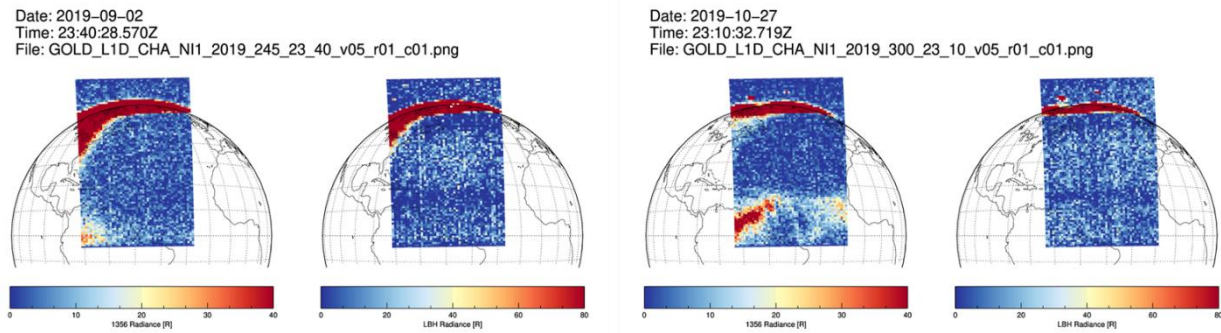 Date: 2019-09-02
Time: 23:40:28.570Z
File: GOLD_L1D_CHA_NI1_2019_245_23_40_v05_r01_c01.png
0 10 20 30 40
1356 Radiance [R]
0 20 40 60 80
LBH Radiance [R]
Date: 2019-10-27
Time: 23:10:32.719Z
File: GOLD_L1D_CHA_NI1_2019_300_23_10_v05_r01_c01.png
0 10 20 30 40
1356 Radiance [R]
0 20 40 60 80
LBH Radiance [R]